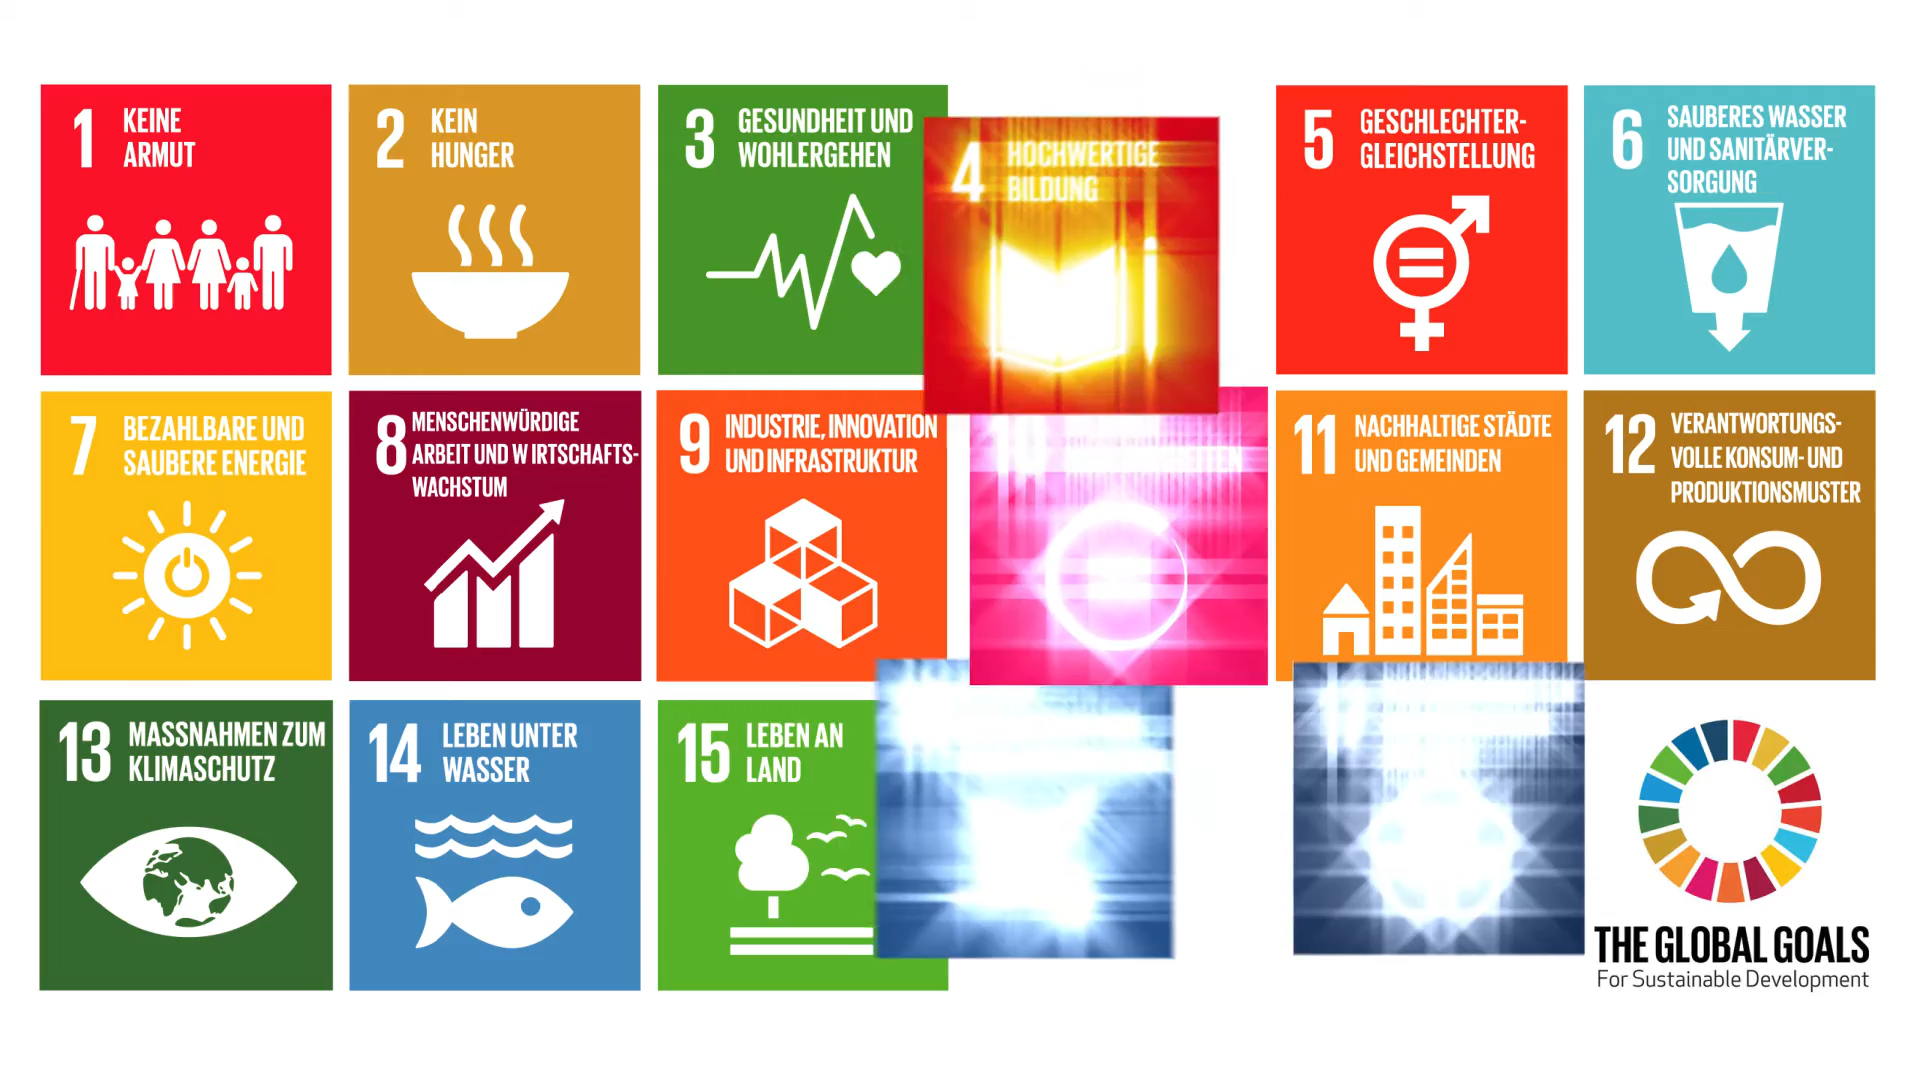 1 KEINE
ARMUT
2 KEIN
HUNGER
3 GESUNDHEIT UND
WOHLERGEHEN
4 HOCHWERTIGE
BILDUNG
5 GESCHLECHTER-
GLEICHSTELLUNG
6 SAUBERES WASSER
UND SANITÄRVER-
SORGUNG
7 BEZAHLBARE UND
SAUBERE ENERGIE
8 MENSCHENWÜRDIGE
ARBEIT UND WIRTSCHAFTS-
WACHSTUM
9 INDUSTRIE, INNOVATION
UND INFRASTRUKTUR
10
11 NACHHALTIGE STÄDTE
UND GEMEINDEN
12 VERANTWORTUNGS-
VOLLE KONSUM- UND
PRODUKTIONSMUSTER
13 MASSNAHMEN ZUM
KLIMASCHUTZ
14 LEBEN UNTER
WASSER
15 LEBEN AN
LAND
THE GLOBAL GOALS
For Sustainable Development